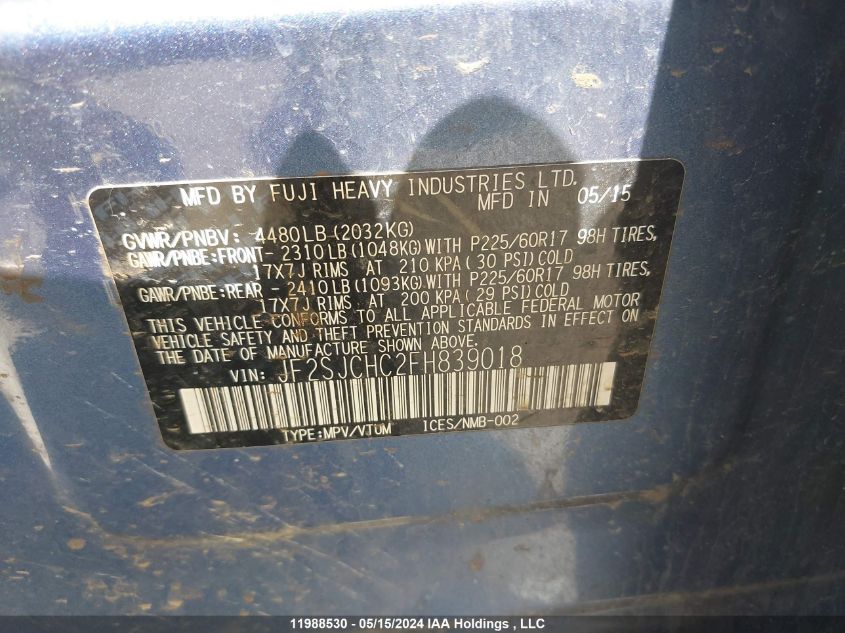 MFD BY FUJI HEAVY INDUSTRIES LTD.
MFD IN 05/15
GVWR/PNBV: 4480LB (2032KG)
GAWR/PNBE:FRONT- 2310LB (1048KG) WITH P225/60R17 98H TIRES,
17X7J RIMS AT 210 KPA (30 PSI) COLD
GAWR/PNBE:REAR - 2410LB (1093KG) WITH P225/60R17 98H TIRES,
17X7J RIMS AT 200 KPA (29 PSI) COLD
THIS VEHICLE CONFORMS TO ALL APPLICABLE FEDERAL MOTOR
VEHICLE SAFETY AND THEFT PREVENTION STANDARDS IN EFFECT ON
THE DATE OF MANUFACTURE SHOWN ABOVE.
VIN: JF2SJCHC2FH839018
TYPE:MPV/VTUM ICES/NMB-002
11988530 - 05/15/2024 IAA Holdings , LLC